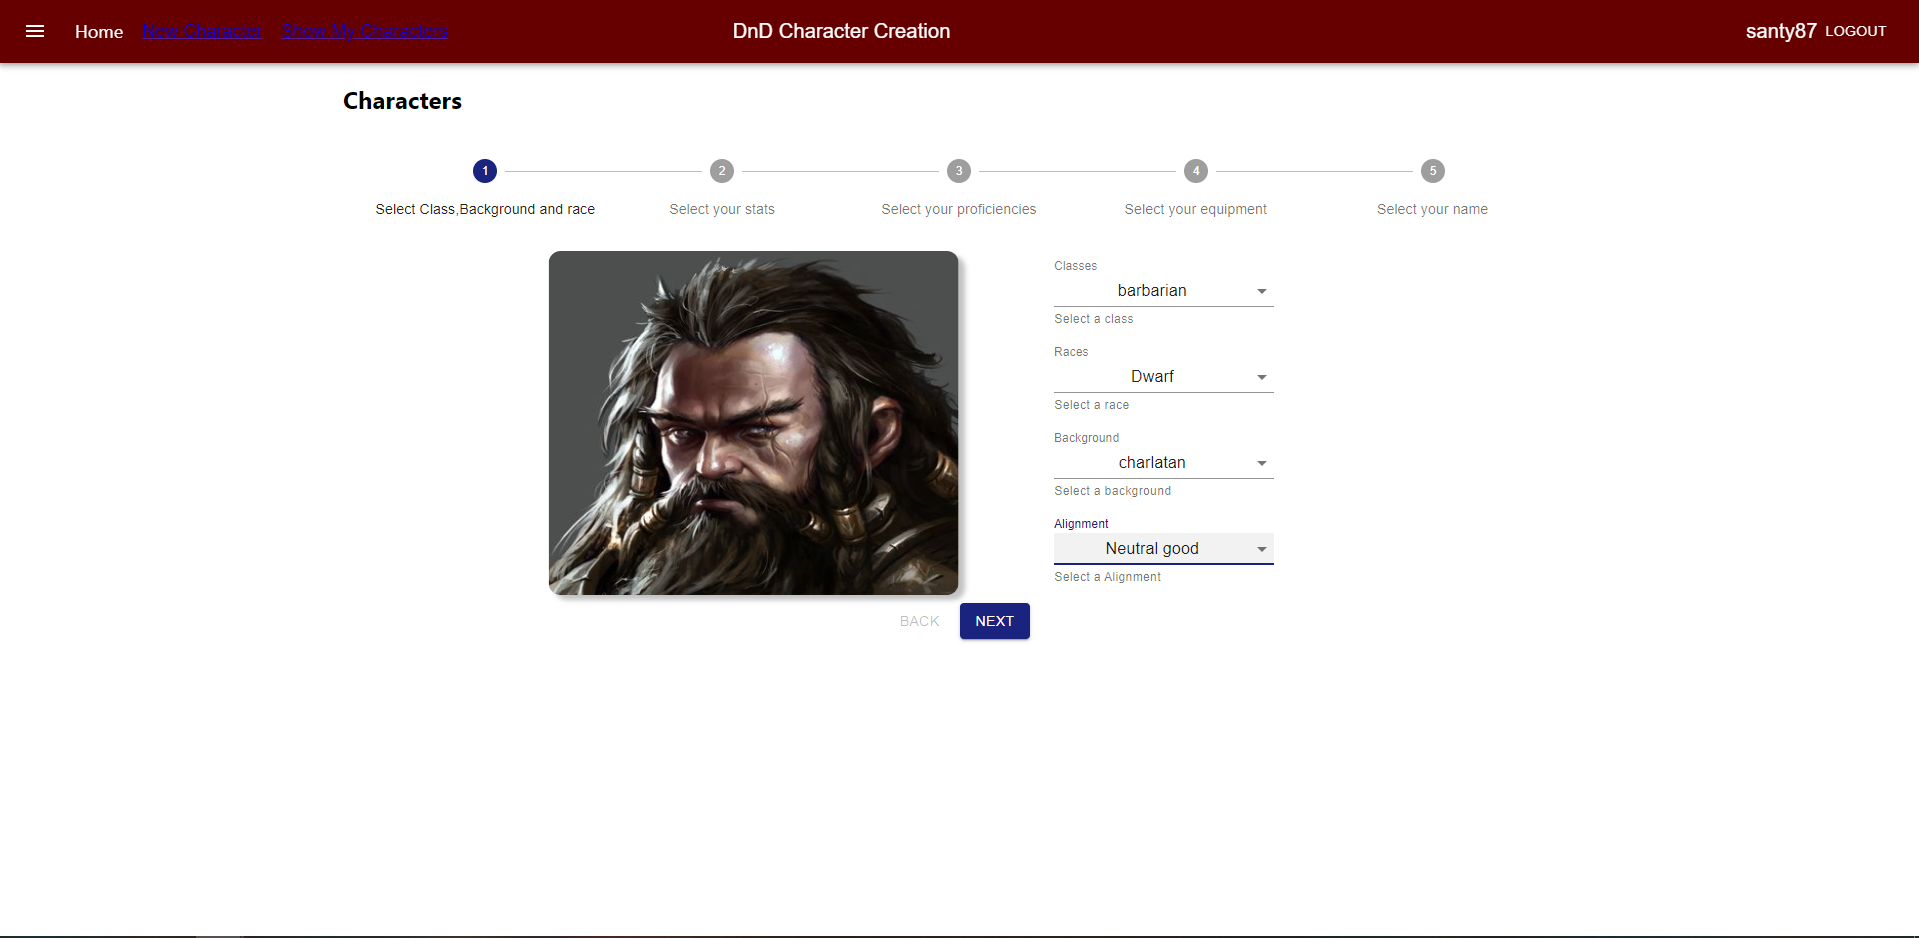 Home New Character Show My Characters DnD Character Creation santy87 LOGOUT
Characters
1 2 3 4 5
Select Class,Background and race Select your stats Select your proficiencies Select your equipment Select your name
Classes
barbarian
Select a class
Races
Dwarf
Select a race
Background
charlatan
Select a background
Alignment
Neutral good
Select a Alignment
BACK NEXT